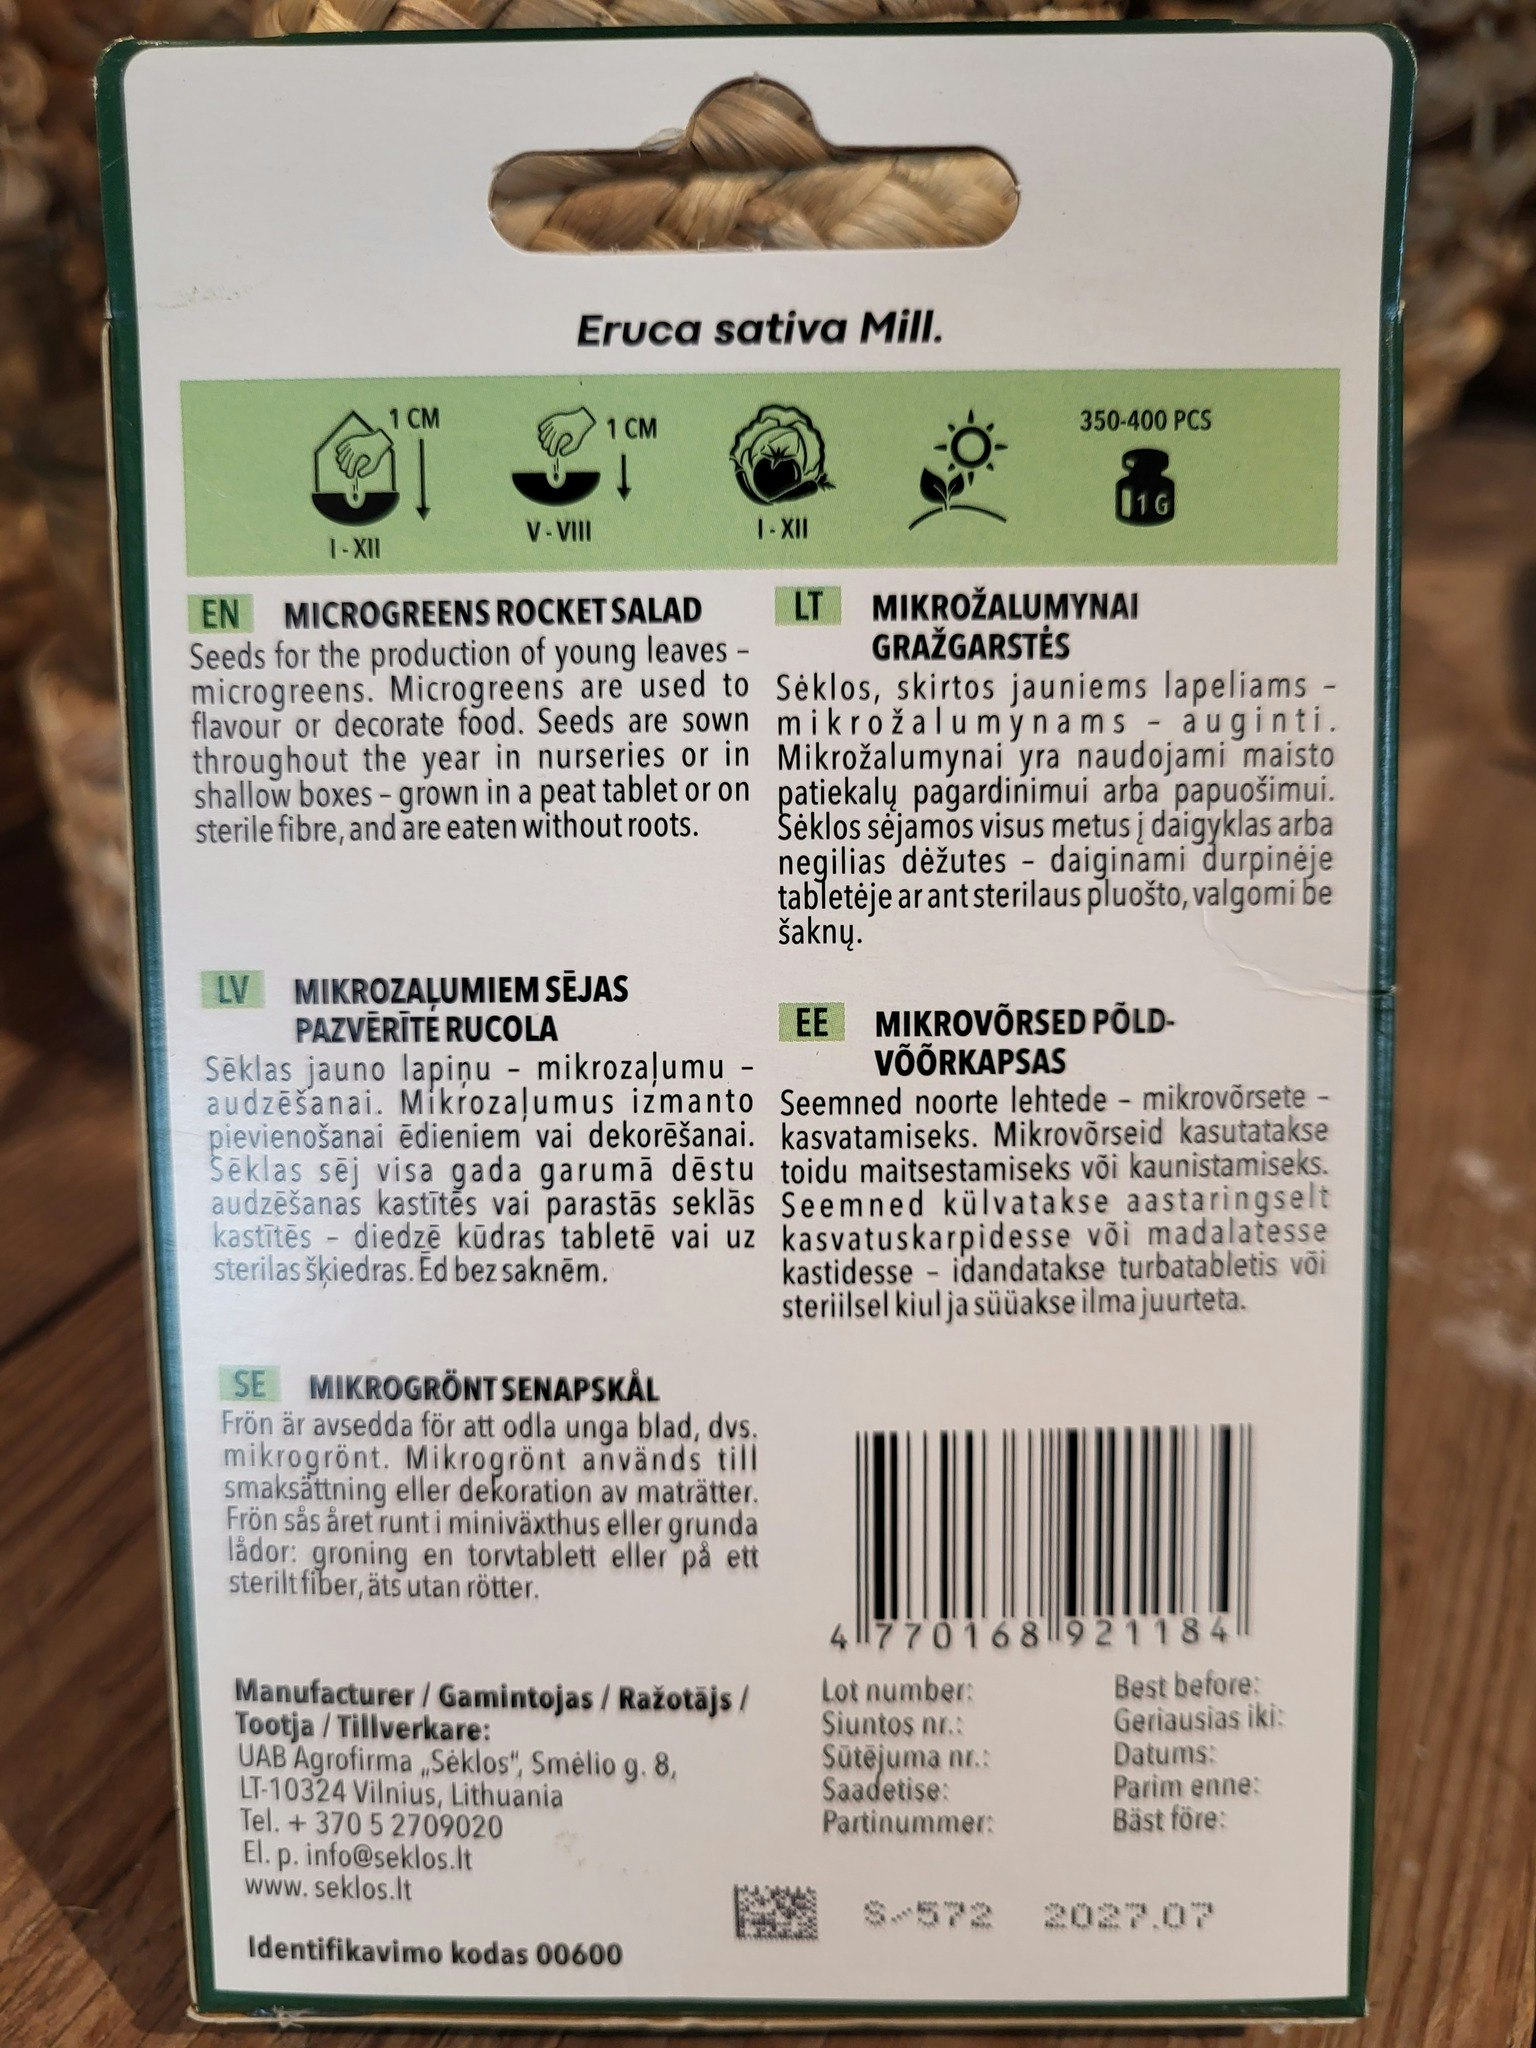 Eruca sativa Mill.
1 CM
I - XII
1 CM
V - VIII
I - XII
350-400 PCS
1 G
EN MICROGREENS ROCKET SALAD
Seeds for the production of young leaves –
microgreens. Microgreens are used to
flavour or decorate food. Seeds are sown
throughout the year in nurseries or in
shallow boxes – grown in a peat tablet or on
sterile fibre, and are eaten without roots.
LT MIKROŽALUMYNAI
GRAŽGARSTĖS
Sėklos, skirtos jauniems lapeliams –
mikrožalumynams – auginti.
Mikrožalumynai yra naudojami maisto
patiekalų pagardinimui arba papuošimui.
Sėklos sėjamos visus metus į daigyklas arba
negilias dėžutes – daiginami durpinėje
tabletėje ar ant sterilaus pluošto, valgomi be
šaknų.
LV MIKROZAĻUMIEM SĒJAS
PAZVĒRĪTE RUCOLA
Sēklas jauno lapiņu – mikrozaļumu –
audzēšanai. Mikrozaļumus izmanto
pievienošanai ēdieniem vai dekorēšanai.
Sēklas sēj visa gada garumā dēstu
audzēšanas kastītēs vai parastās seklās
kastītēs – diedzē kūdras tabletē vai uz
sterilas šķiedras. Ēd bez saknēm.
EE MIKROVÕRSED PÕLD-
VÕÕRKAPSAS
Seemned noorte lehtede – mikrovõrsete –
kasvatamiseks. Mikrovõrseid kasutatakse
toidu maitsestamiseks või kaunistamiseks.
Seemned külvatakse aastaringselt
kasvatuskarpidesse või madalatesse
kastidesse – idandatakse turbatabletis või
steriilsel kiul ja süüakse ilma juurteta.
SE MIKROGRÖNT SENAPSKÅL
Frön är avsedda för att odla unga blad, dvs.
mikrogrönt. Mikrogrönt används till
smaksättning eller dekoration av maträtter.
Frön sås året runt i miniväxthus eller grunda
lådor: groning en torvtablett eller på ett
sterilt fiber, äts utan rötter.
4 770168 921184
Manufacturer / Gamintojas / Ražotājs /
Tootja / Tillverkare:
UAB Agrofirma „Sėklos“, Smėlio g. 8,
LT-10324 Vilnius, Lithuania
Tel. + 370 5 2709020
El. p. info@seklos.lt
www. seklos.lt
Identifikavimo kodas 00600
Lot number:
Siuntos nr.:
Sūtējuma nr.:
Saadetise:
Partinummer:
Best before:
Geriausias iki:
Datums:
Parim enne:
Bäst före:
S/572 2027.07